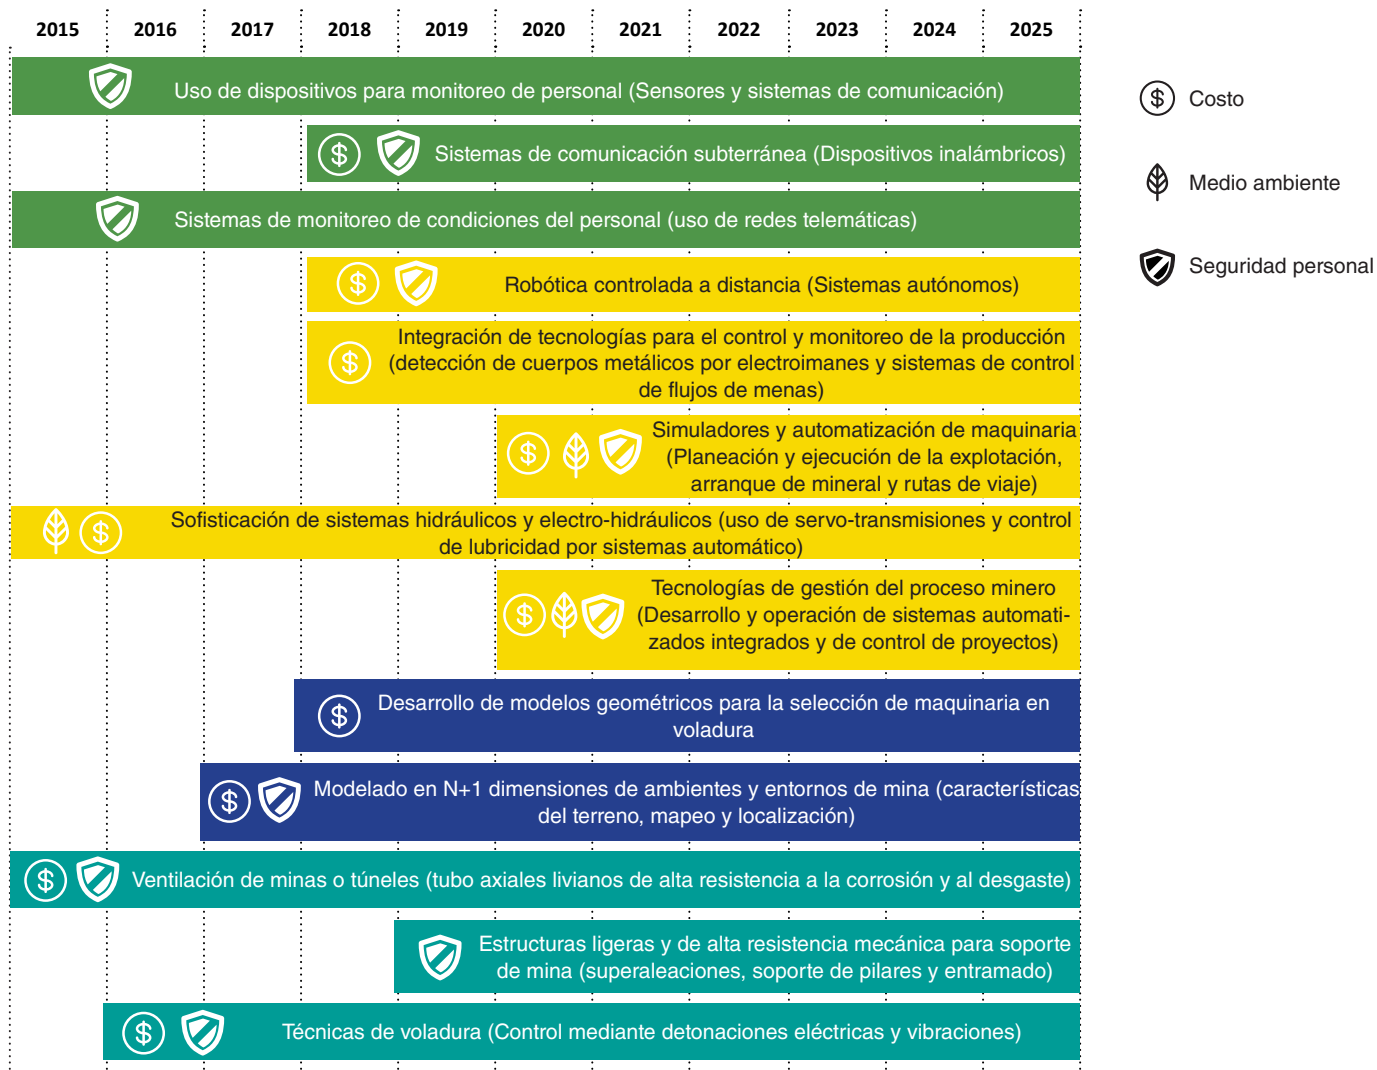 2015 2016 2017 2018 2019 2020 2021 2022 2023 2024 2025
Uso de dispositivos para monitoreo de personal (Sensores y sistemas de comunicación)
$ Sistemas de comunicación subterránea (Dispositivos inalámbricos)
Sistemas de monitoreo de condiciones del personal (uso de redes telemáticas)
$ Robótica controlada a distancia (Sistemas autónomos)
Integración de tecnologías para el control y monitoreo de la producción
$ (detección de cuerpos metálicos por electroimanes y sistemas de control
de flujos de menas)
Simuladores y automatización de maquinaria
$ (Planeación y ejecución de la explotación,
arranque de mineral y rutas de viaje)
$ Sofisticación de sistemas hidráulicos y electro-hidráulicos (uso de servo-transmisiones y control
de lubricidad por sistemas automático)
Tecnologías de gestión del proceso minero
$ (Desarrollo y operación de sistemas automati-
zados integrados y de control de proyectos)
$ Desarrollo de modelos geométricos para la selección de maquinaria en
voladura
$ Modelado en N+1 dimensiones de ambientes y entornos de mina (características
del terreno, mapeo y localización)
$ Ventilación de minas o túneles (tubo axiales livianos de alta resistencia a la corrosión y al desgaste)
Estructuras ligeras y de alta resistencia mecánica para soporte
de mina (superaleaciones, soporte de pilares y entramado)
$ Técnicas de voladura (Control mediante detonaciones eléctricas y vibraciones)
$ Costo
Medio ambiente
Seguridad personal